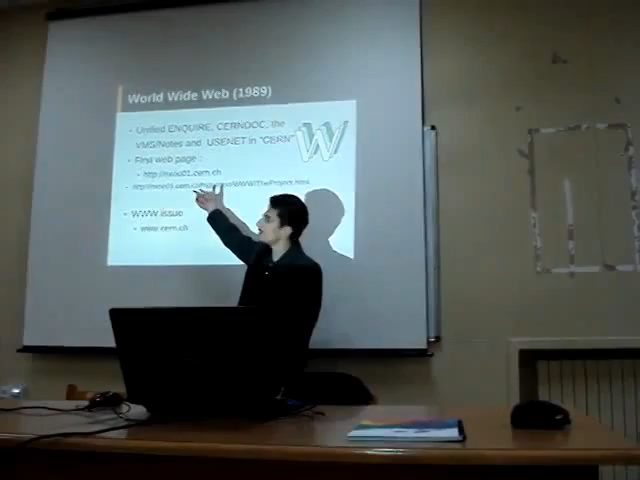 World Wide Web (1989)
• Unified ENQUIRE, CERNDOC, the
VMS/Notes and USENET in "CERN"
• First web page :
• http://nxoc01.cern.ch
W
• WWW issue
• www.cern.ch